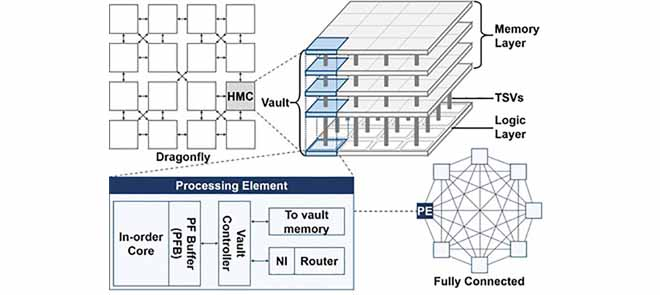 HMC
Dragonfly
Vault
Memory
Layer
TSVs
Logic
Layer
Processing Element
In-order
Core
PF Buffer
(PFB)
Vault
Controller
To vault
memory
NI
Router
PE
Fully Connected